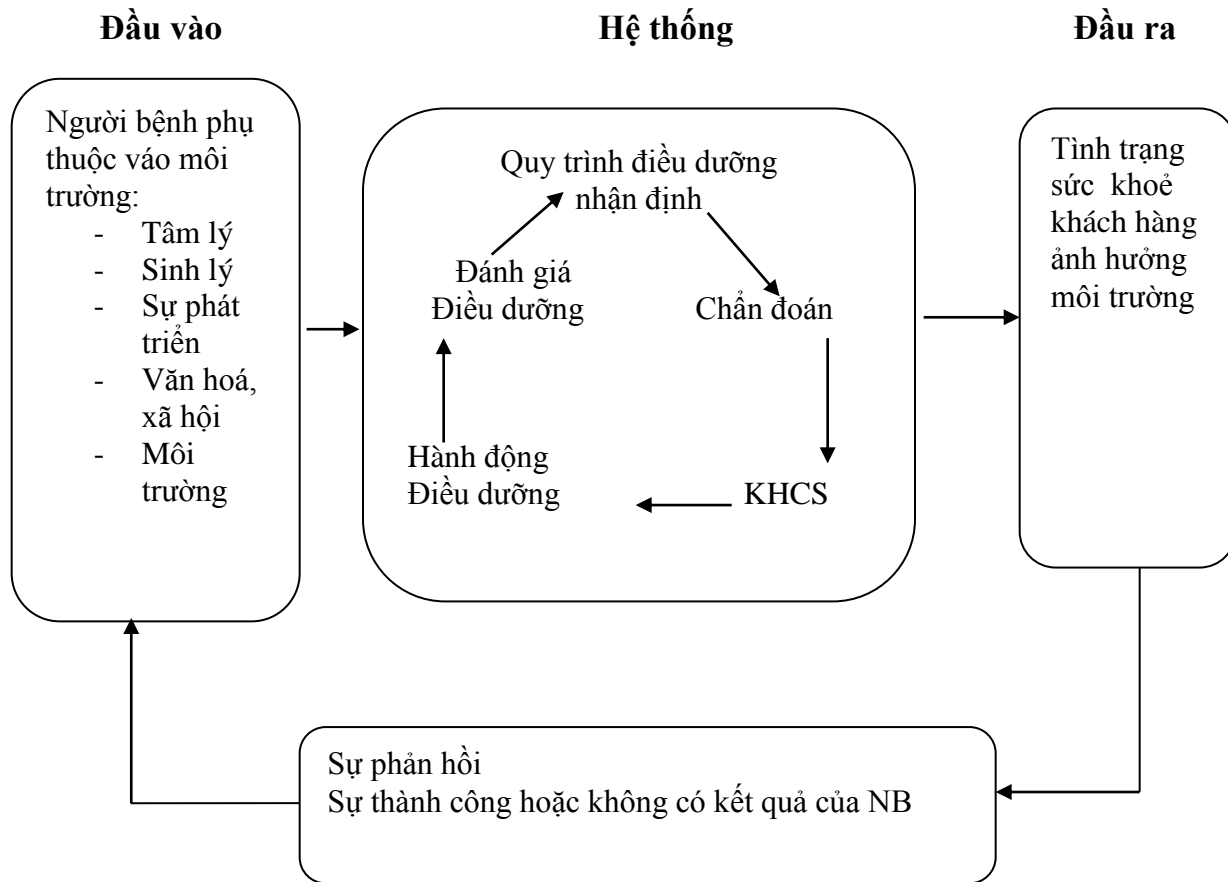 Đầu vào
Hệ thống
Đầu ra
Người bệnh phụ
thuộc váo môi
trường:
- Tâm lý
- Sinh lý
- Sự phát
triển
- Văn hoá,
xã hội
- Môi
trường
Quy trình điều dưỡng
nhận định
Chẩn đoán
KHCS
Hành động
Điều dưỡng
Đánh giá
Điều dưỡng
Tình trạng
sức khoẻ
khách hàng
ảnh hưởng
môi trường
Sự phản hồi
Sự thành công hoặc không có kết quả của NB